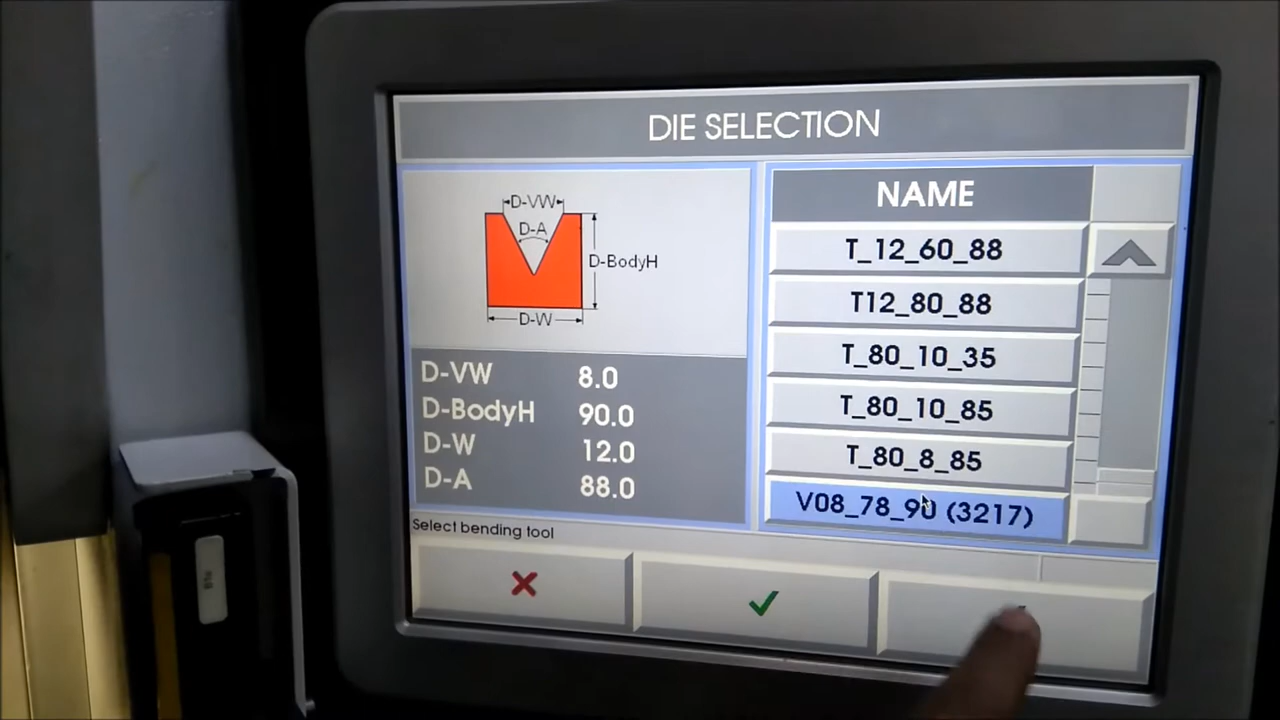 DIE SELECTION
D-VW
D-A
D-BodyH
D-W
D-VW 8.0
D-BodyH 90.0
D-W 12.0
D-A 88.0
Select bending tool
NAME
T_12_60_88
T12_80_88
T_80_10_35
T_80_10_85
T_80_8_85
V08_78_90 (3217)